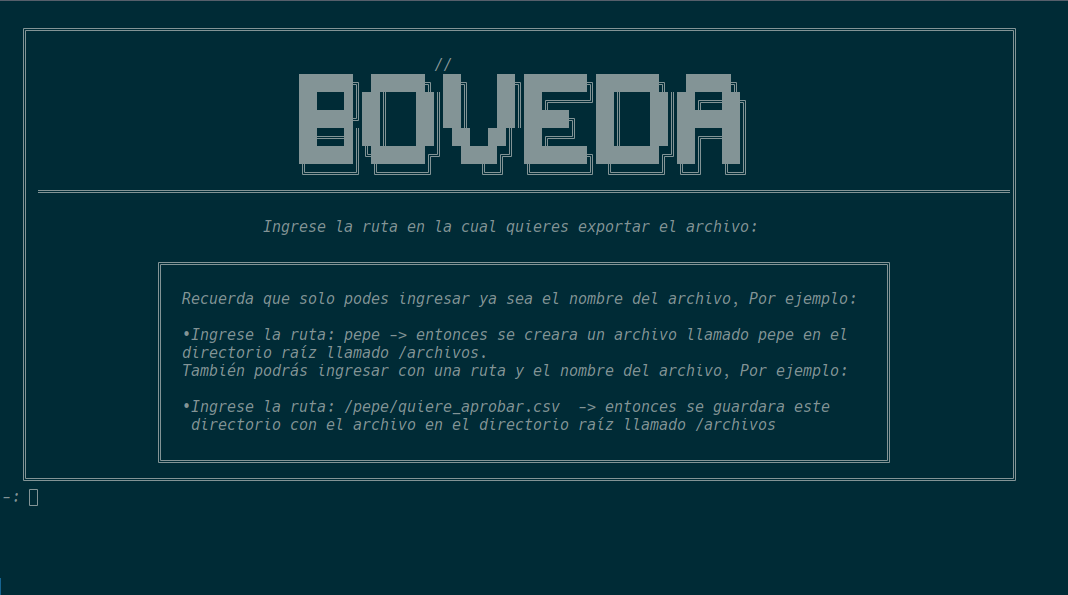 //
BOVEDA
Ingrese la ruta en la cual quieres exportar el archivo:
Recuerda que solo podes ingresar ya sea el nombre del archivo, Por ejemplo:
•Ingrese la ruta: pepe -> entonces se creara un archivo llamado pepe en el
directorio raíz llamado /archivos.
También podrás ingresar con una ruta y el nombre del archivo, Por ejemplo:
•Ingrese la ruta: /pepe/quiere_aprobar.csv  -> entonces se guardara este
directorio con el archivo en el directorio raíz llamado /archivos
-: